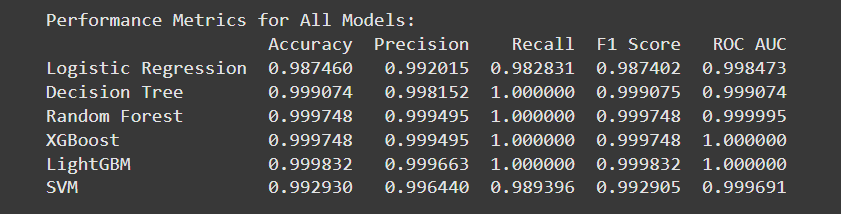 Performance Metrics for All Models:
Accuracy Precision Recall F1 Score ROC AUC
Logistic Regression 0.987460 0.992015 0.982831 0.987402 0.998473
Decision Tree 0.999074 0.998152 1.000000 0.999075 0.999074
Random Forest 0.999748 0.999495 1.000000 0.999748 0.999995
XGBoost 0.999748 0.999495 1.000000 0.999748 1.000000
LightGBM 0.999832 0.999663 1.000000 0.999832 1.000000
SVM 0.992930 0.996440 0.989396 0.992905 0.999691